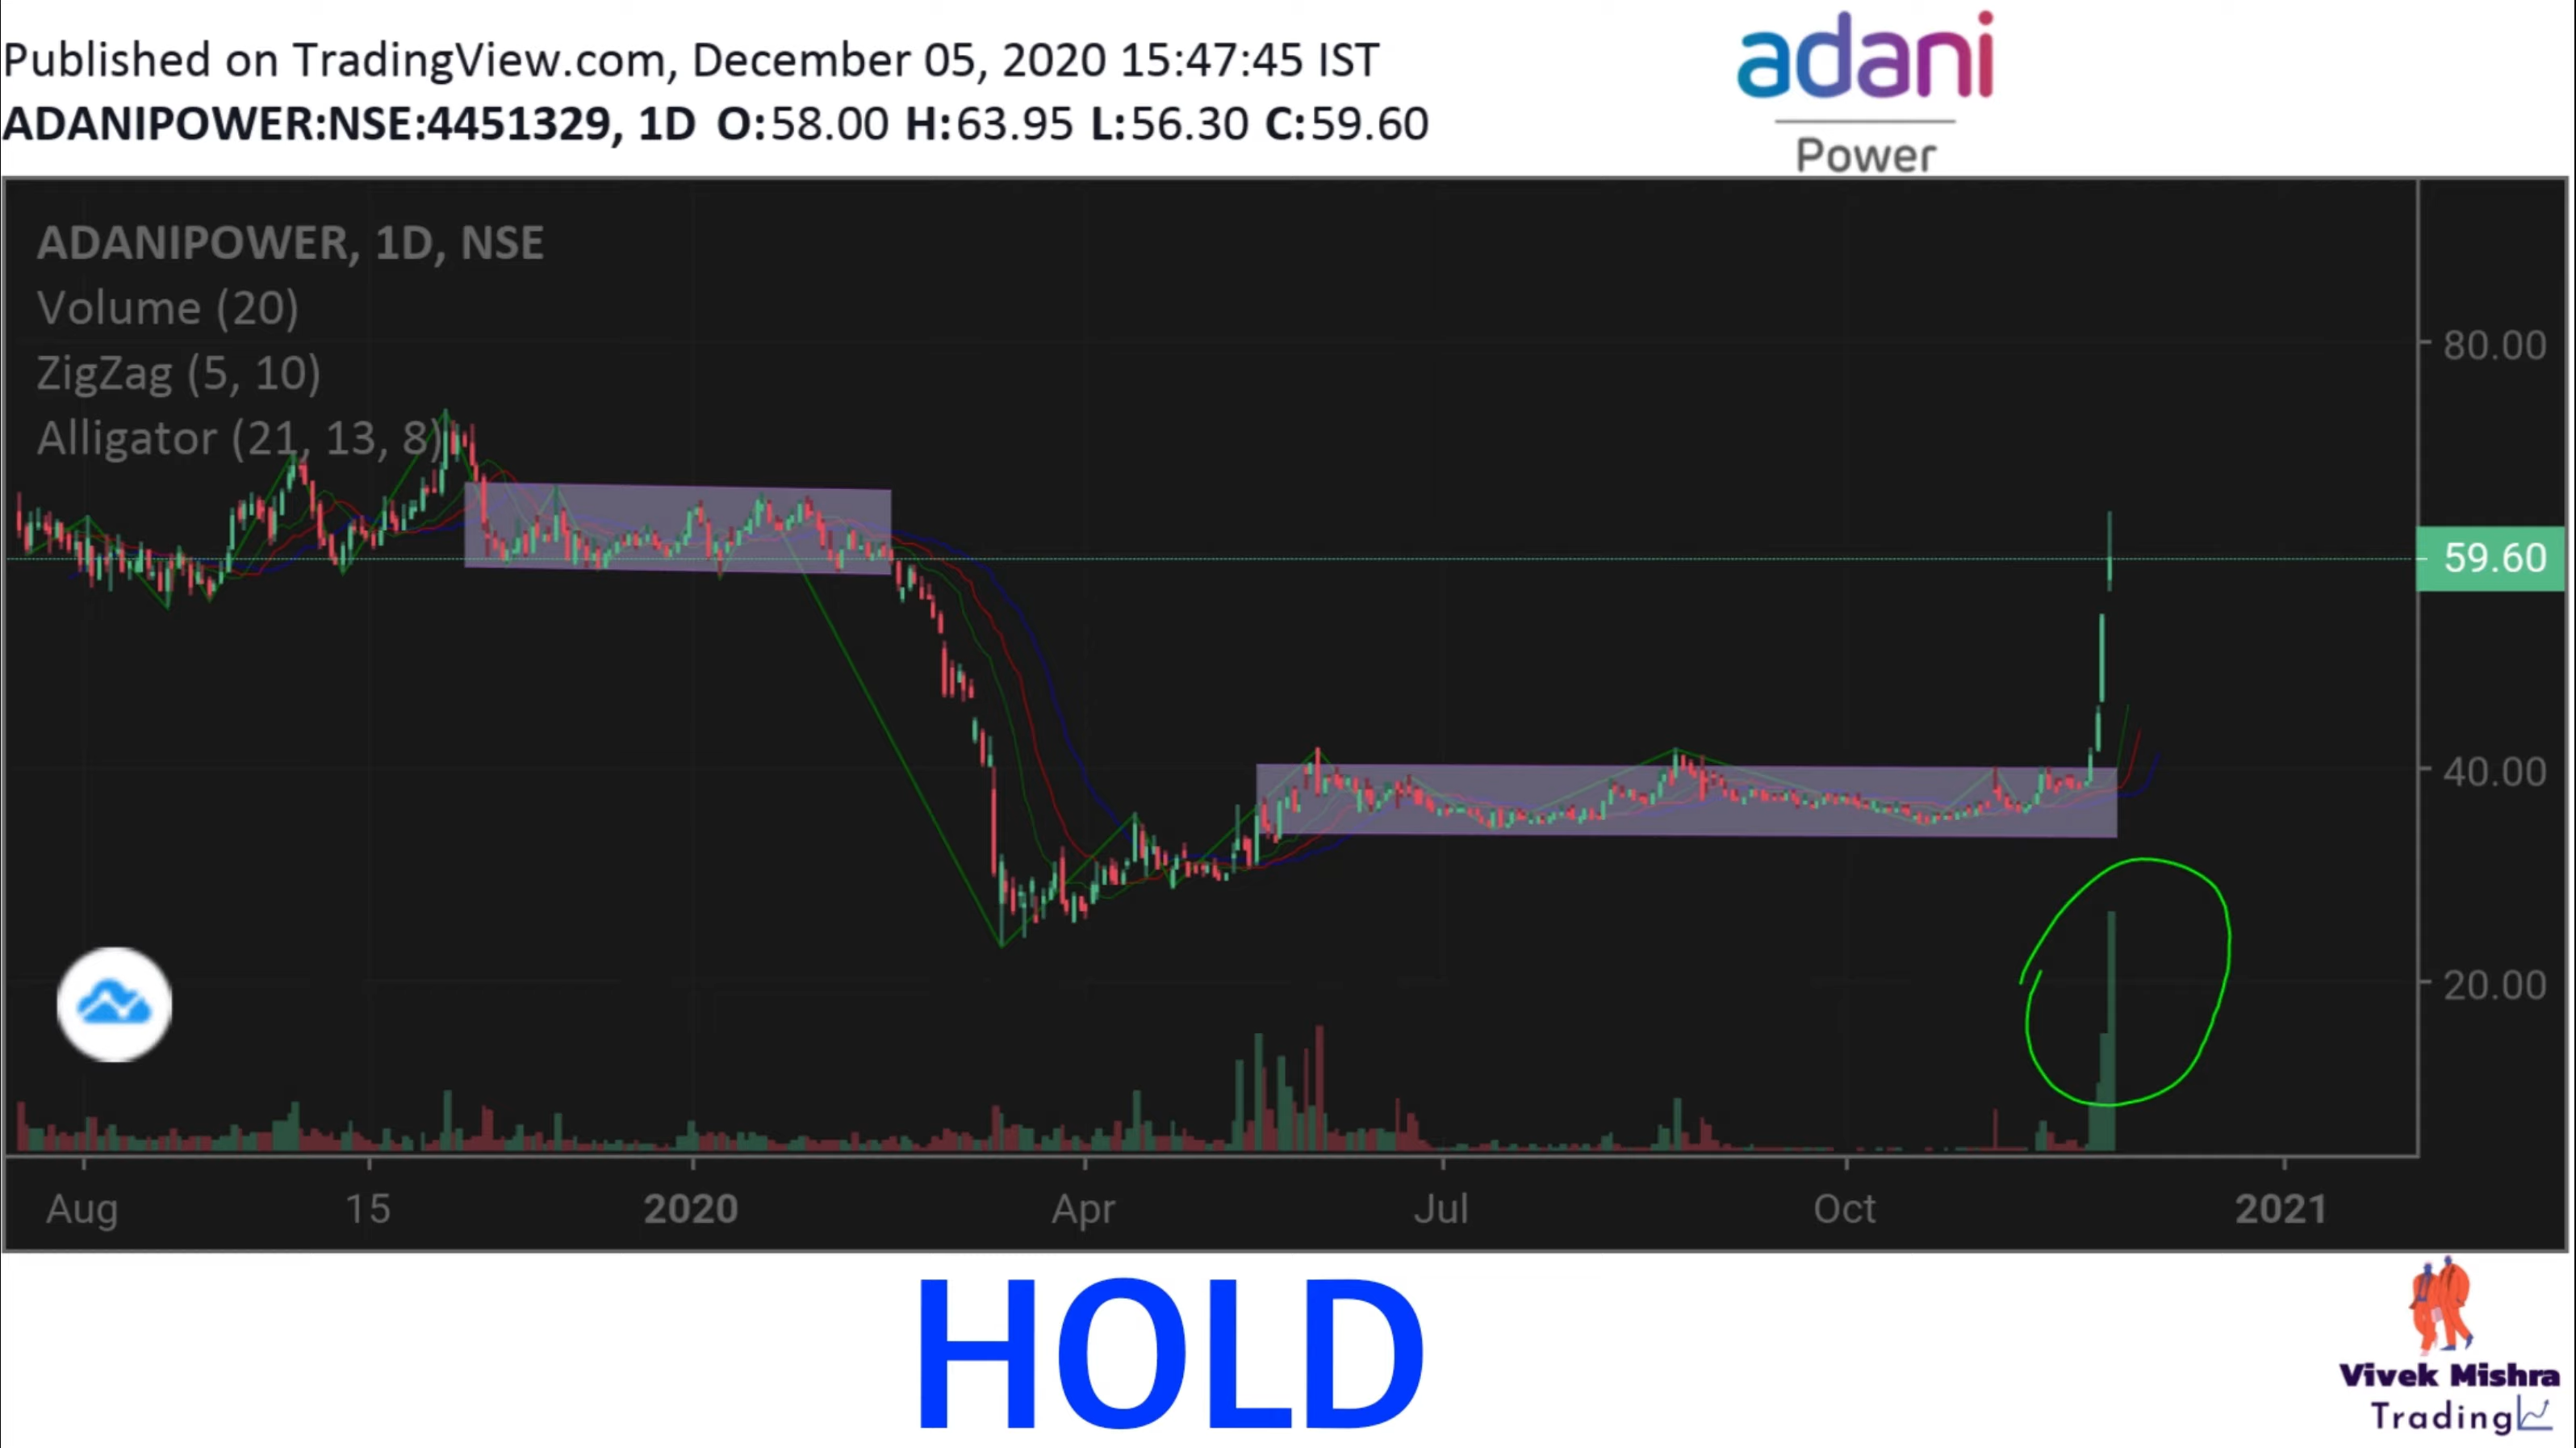 Published on TradingView.com, December 05, 2020 15:47:45 IST
ADANIPOWER:NSE:4451329, 1D O:58.00 H:63.95 L:56.30 C:59.60
adani
Power
ADANIPOWER, 1D, NSE
Volume (20)
ZigZag (5, 10)
Alligator (21, 13, 8)
80.00
59.60
40.00
20.00
Aug 15 2020 Apr Jul Oct 2021
HOLD
Vivek Mishra
Trading